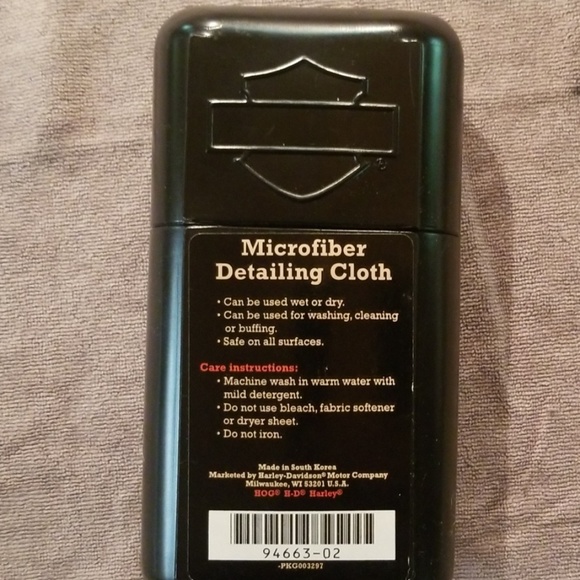 ®
Microfiber
Detailing Cloth
• Can be used wet or dry.
• Can be used for washing, cleaning
or buffing.
• Safe on all surfaces.
Care instructions:
• Machine wash in warm water with
mild detergent.
• Do not use bleach, fabric softener
or dryer sheet.
• Do not iron.
Made in South Korea
Marketed by Harley-Davidson® Motor Company
Milwaukee, WI 53201 U.S.A.
HOG® H-D® Harley®
94663-02
-PKG003297